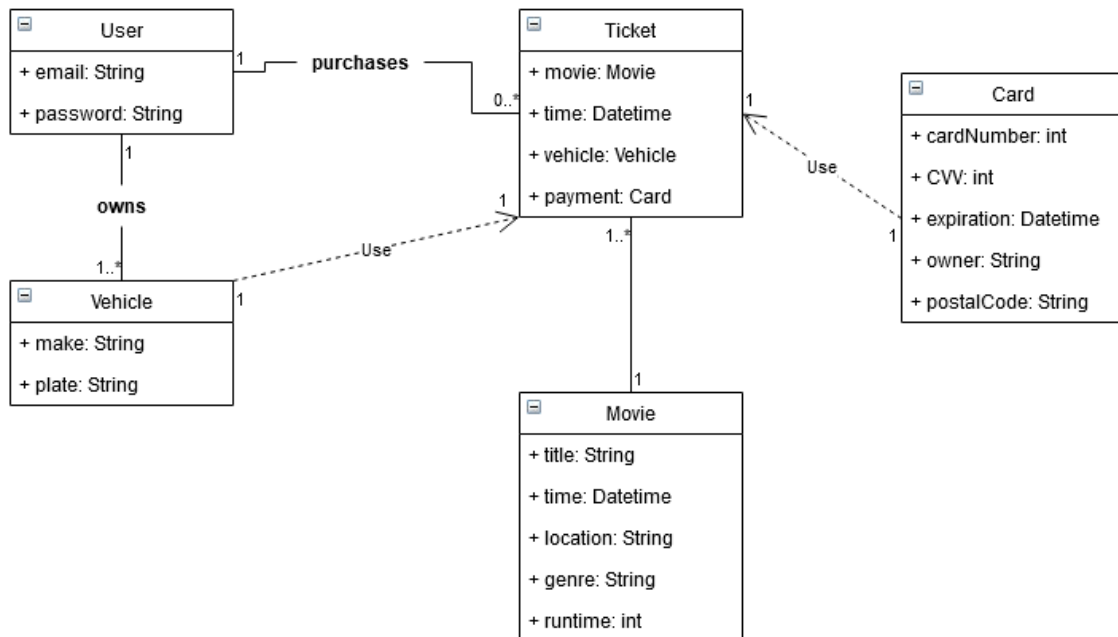 User
+ email: String
+ password: String
1
purchases
0..*
Ticket
+ movie: Movie
+ time: Datetime
+ vehicle: Vehicle
+ payment: Card
1
Use
1
Card
+ cardNumber: int
+ CVV: int
+ expiration: Datetime
+ owner: String
+ postalCode: String
1
owns
1..*
Vehicle
+ make: String
+ plate: String
1
Use
1
1..*
1
Movie
+ title: String
+ time: Datetime
+ location: String
+ genre: String
+ runtime: int